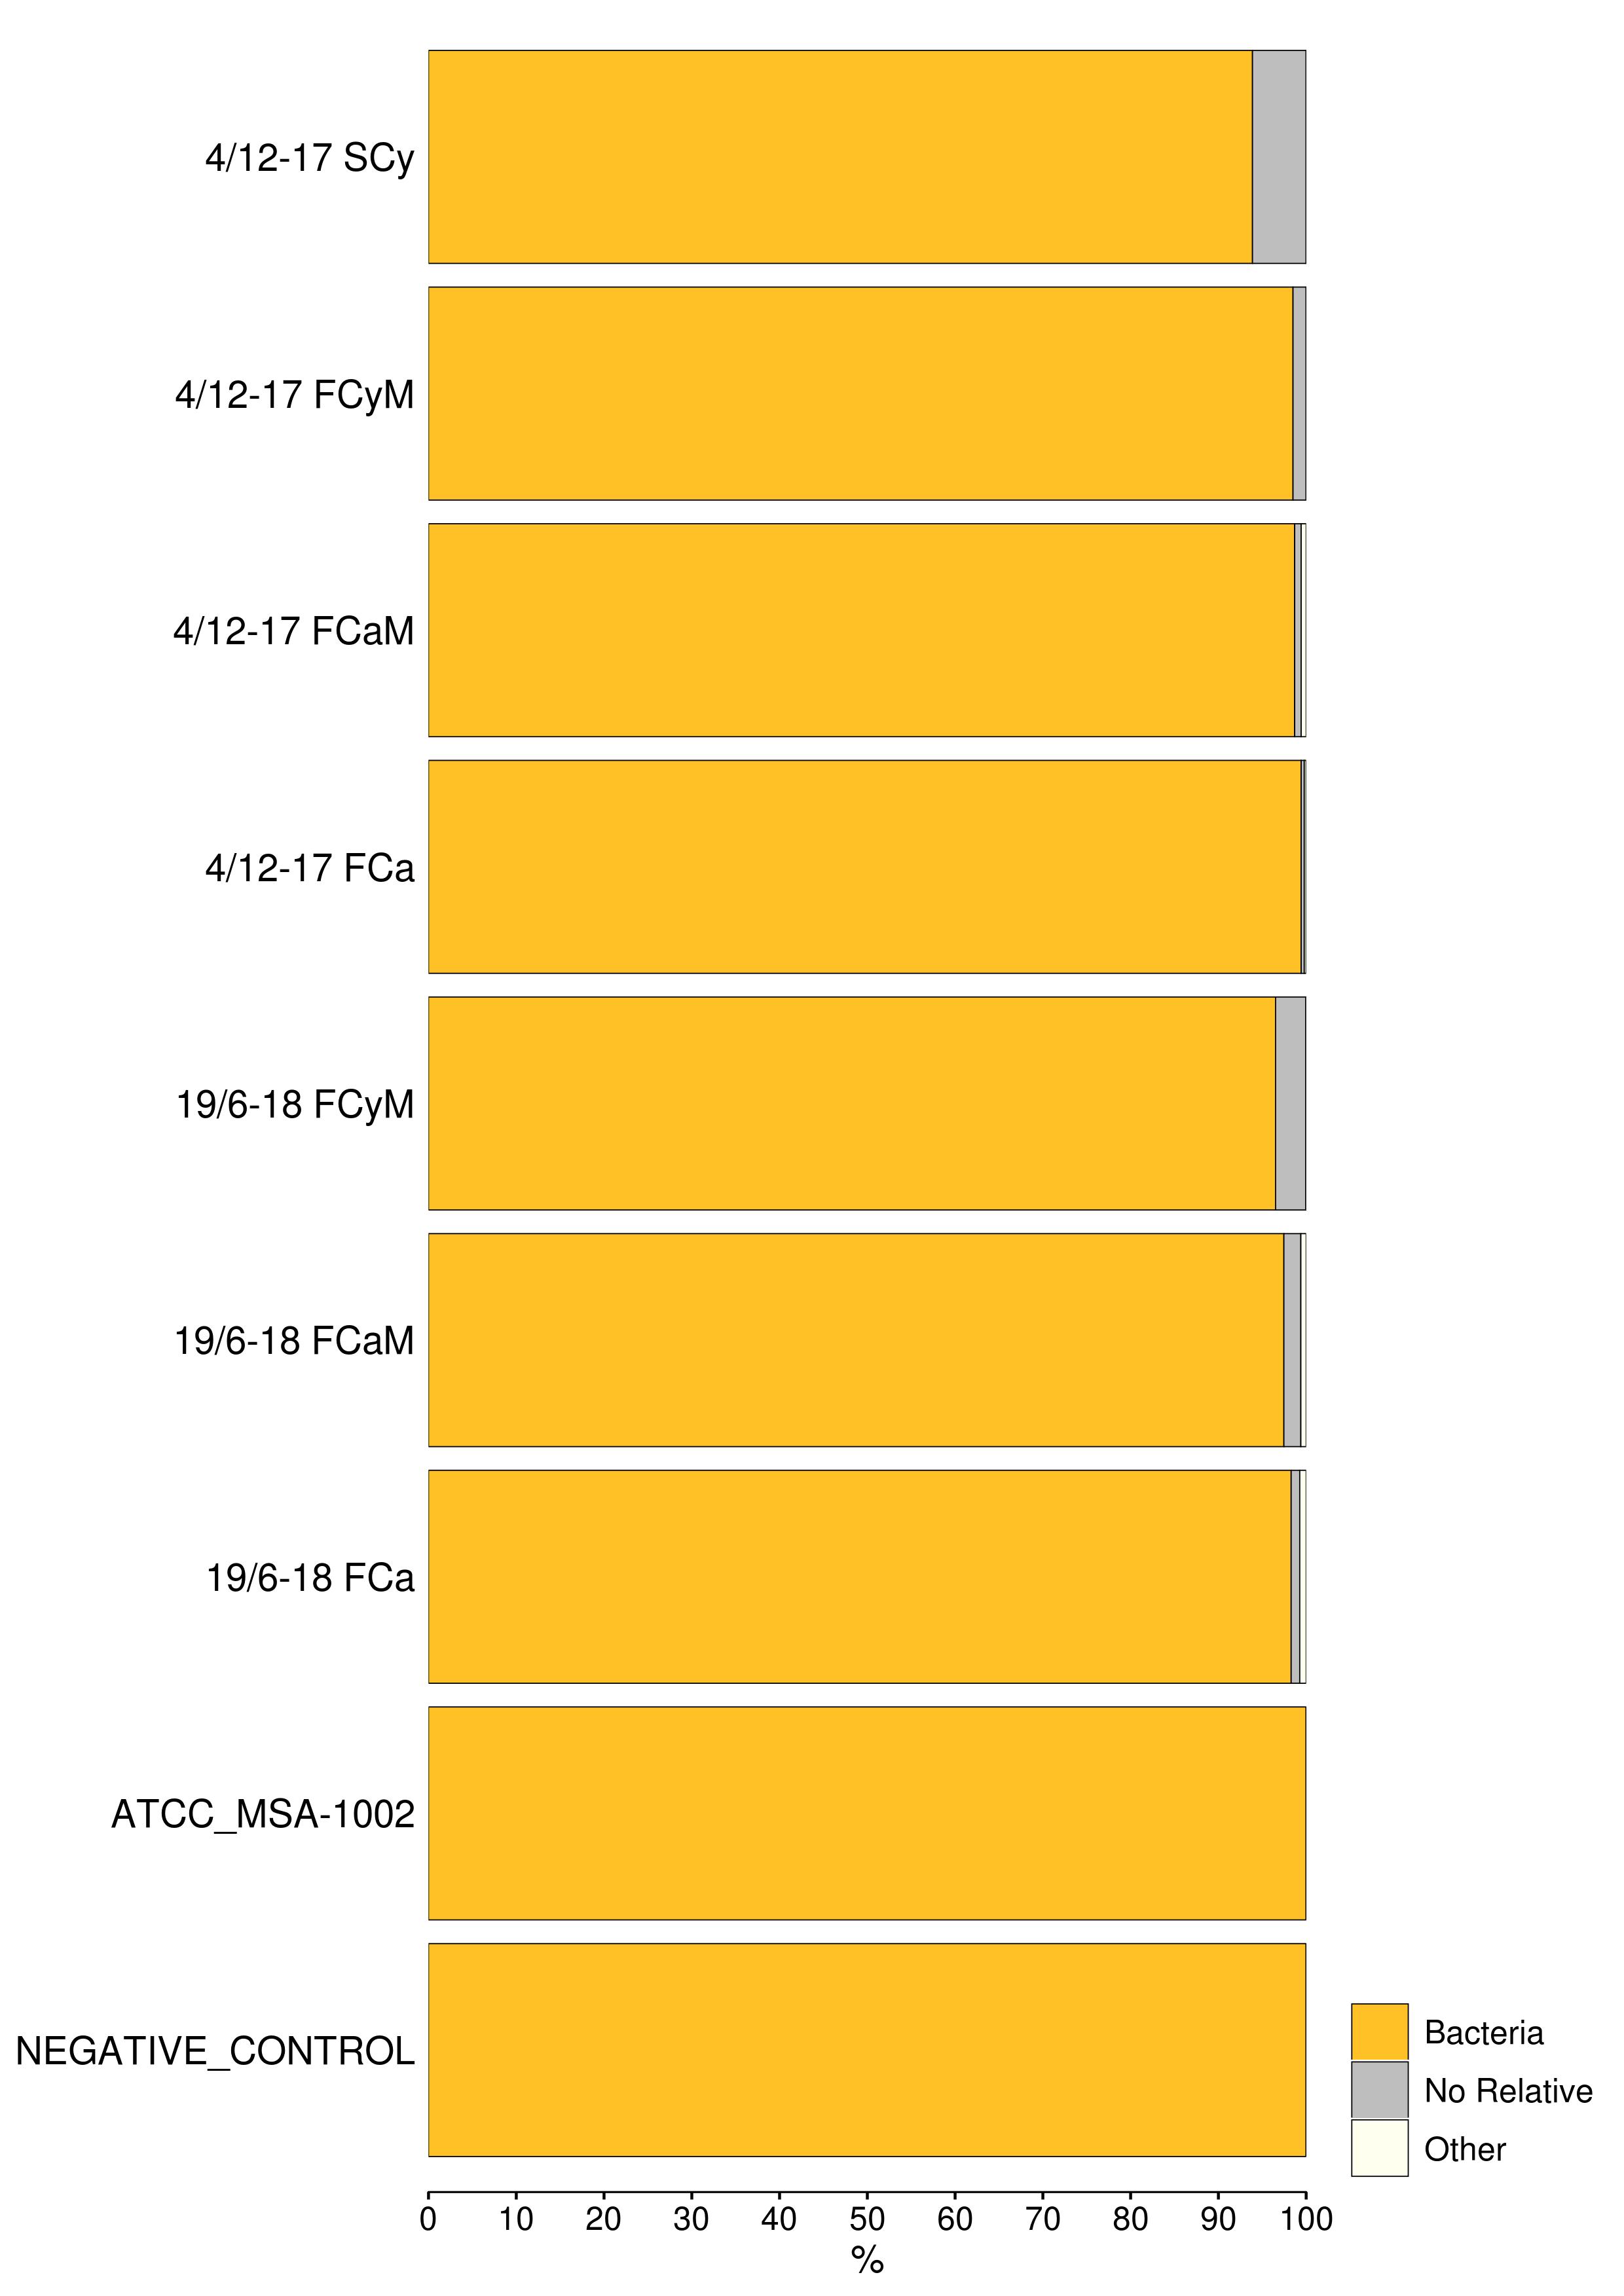 4/12-17 SCy
4/12-17 FCyM
4/12-17 FCaM
4/12-17 FCa
19/6-18 FCyM
19/6-18 FCaM
19/6-18 FCa
ATCC_MSA-1002
NEGATIVE_CONTROL
Bacteria
No Relative
Other
0 10 20 30 40 50 60 70 80 90 100
%